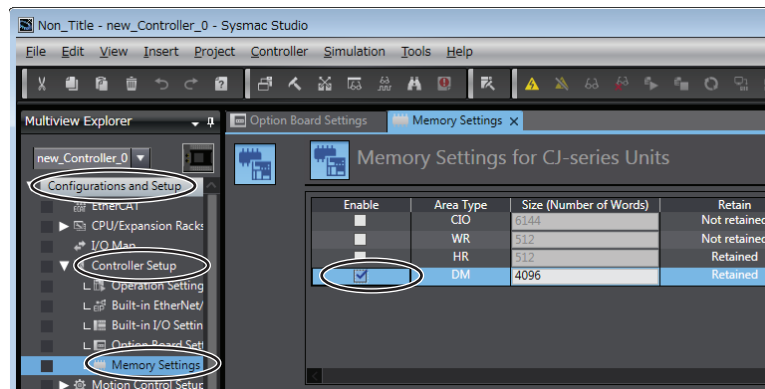 Non_Title - new_Controller_0 - Sysmac Studio
File Edit View Insert Project Controller Simulation Tools Help
Multiview Explorer
Option Board Settings
Memory Settings
new_Controller_0
Memory Settings for CJ-series Units
Configurations and Setup
EtherCAT
CPU/Expansion Racks
I/O Map
Controller Setup
Operation Setting
Built-in EtherNet/
Built-in I/O Settin
Option Board Sett
Memory Settings
Motion Control Setup
Enable Area Type Size (Number of Words) Retain
CIO 6144 Not retained
WR 512 Not retained
HR 512 Retained
DM 4096 Retained